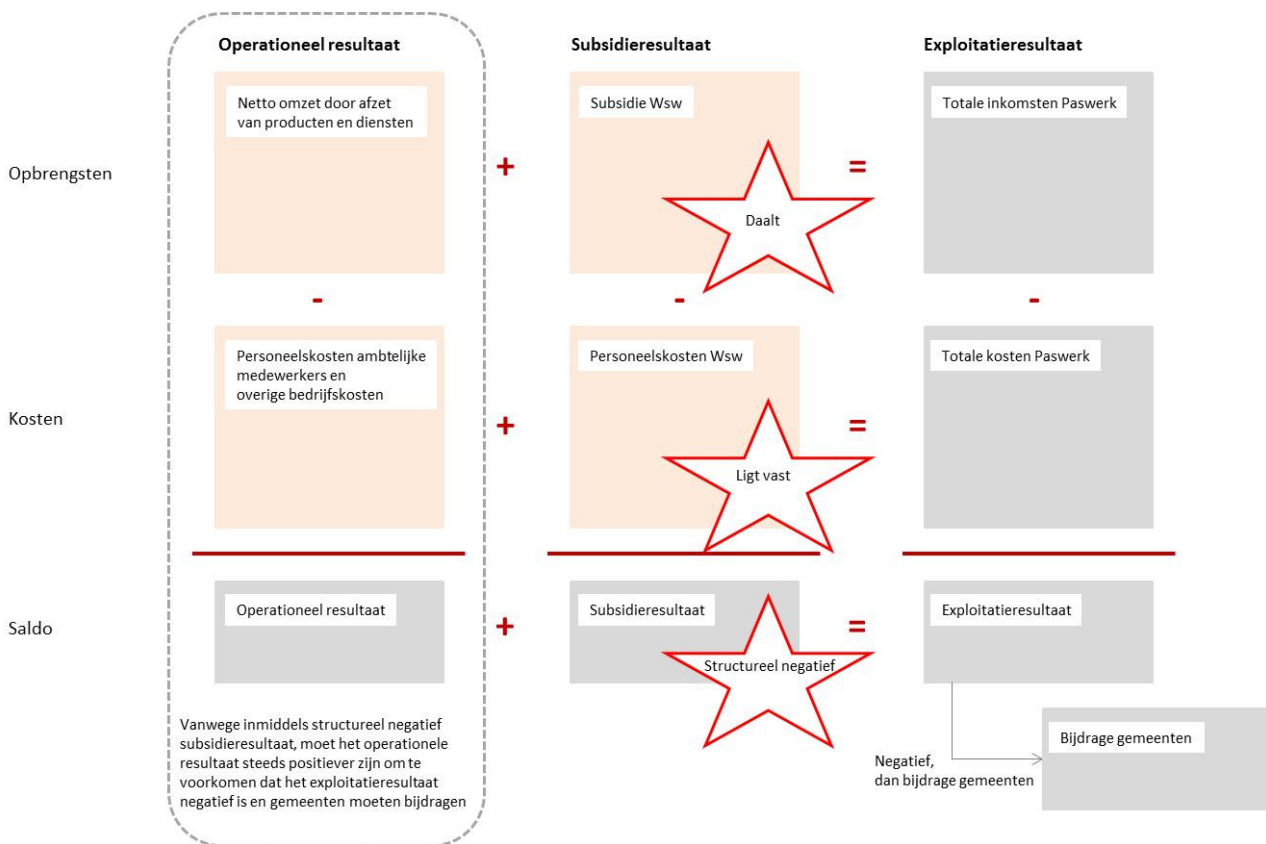 Operationeel resultaat
Subsidieresultaat
Exploitatieresultaat
Opbrengsten
Netto omzet door afzet
van producten en diensten
+
Subsidie Wsw
Daalt
=
Totale inkomsten Paswerk
-
-
-
Kosten
Personeelskosten ambtelijke
medewerkers en
overige bedrijfskosten
+
Personeelskosten Wsw
Ligt vast
=
Totale kosten Paswerk
Saldo
Operationeel resultaat
+
Subsidieresultaat
Structureel negatief
=
Exploitatieresultaat
Vanwege inmiddels structureel negatief
subsidieresultaat, moet het operationele
resultaat steeds positiever zijn om te
voorkomen dat het exploitatieresultaat
negatief is en gemeenten moeten bijdragen
Negatief,
dan bijdrage gemeenten
Bijdrage gemeenten